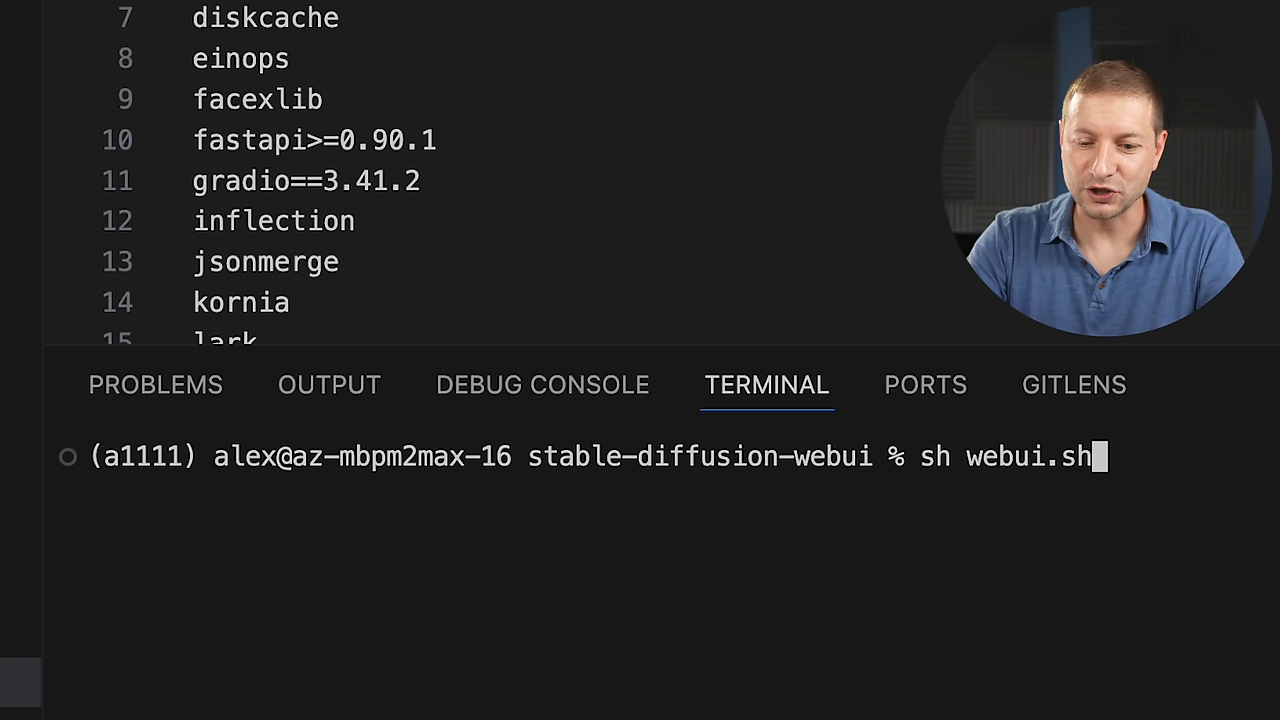 7 diskcache
8 einops
9 facexlib
10 fastapi>=0.90.1
11 gradio==3.41.2
12 inflection
13 jsonmerge
14 kornia
15 lark
PROBLEMS OUTPUT DEBUG CONSOLE TERMINAL PORTS GITLENS
(a1111) alex@az-mbpm2max-16 stable-diffusion-webui % sh webui.sh